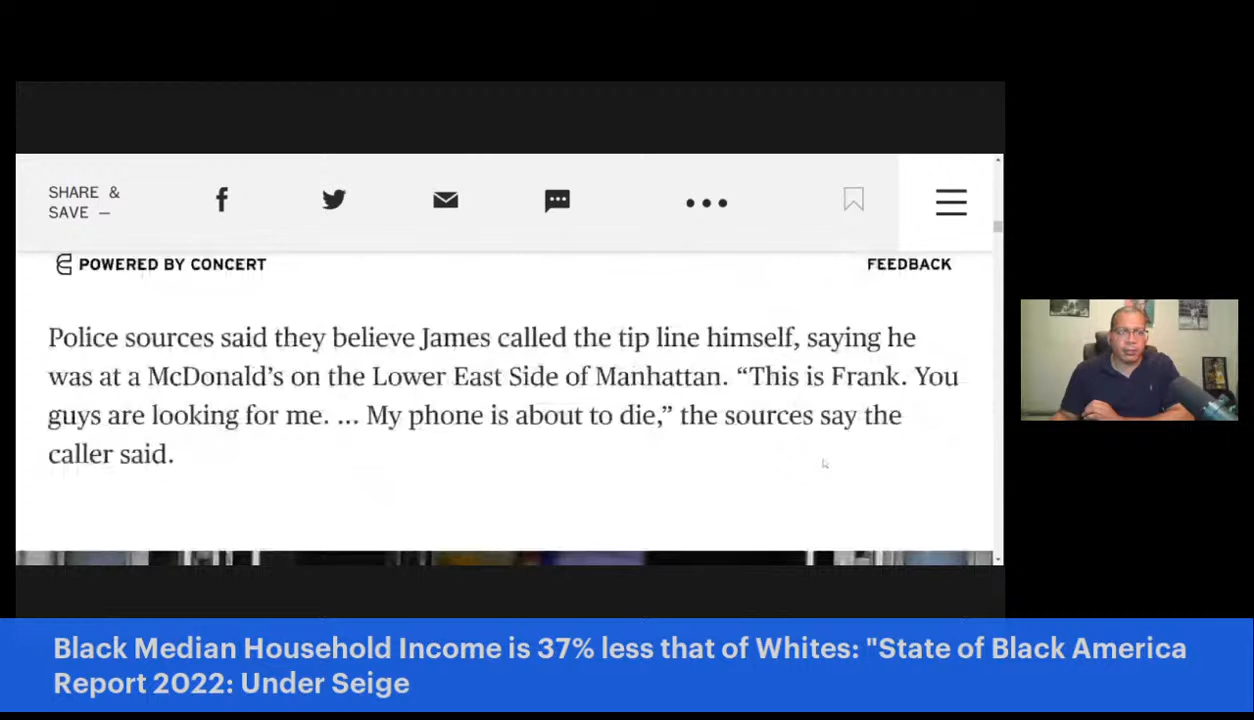 SHARE &
SAVE —
POWERED BY CONCERT
FEEDBACK
Police sources said they believe James called the tip line himself, saying he
was at a McDonald’s on the Lower East Side of Manhattan. “This is Frank. You
guys are looking for me. ... My phone is about to die,” the sources say the
caller said.
Black Median Household Income is 37% less that of Whites: "State of Black America
Report 2022: Under Seige